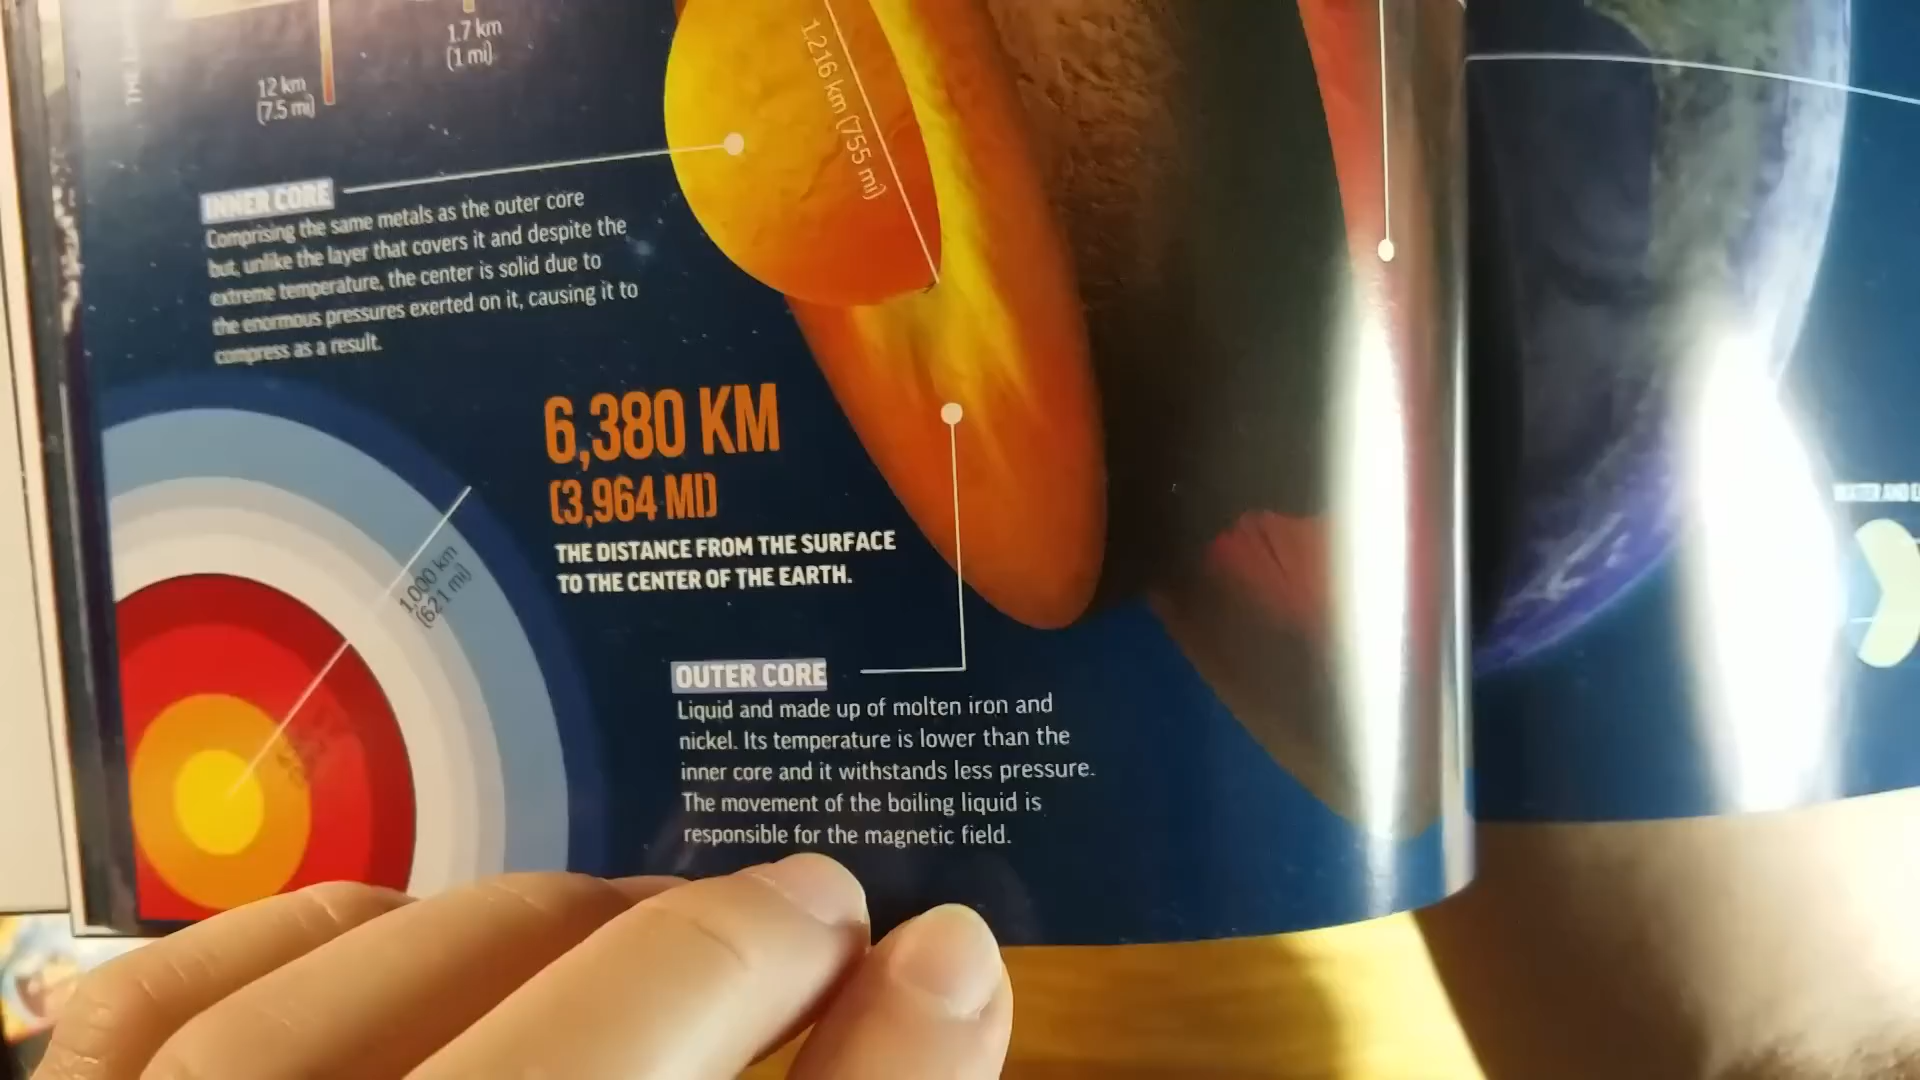 1.7 km
(1 mi)
12 km
(7.5 mi)
1.216 km (755 mi)
INNER CORE
Comprising the same metals as the outer core
but, unlike the layer that covers it and despite the
extreme temperature, the center is solid due to
the enormous pressures exerted on it, causing it to
compress as a result.
6,380 KM
(3,964 MI)
THE DISTANCE FROM THE SURFACE
TO THE CENTER OF THE EARTH.
1,000 km
(621 mi)
OUTER CORE
Liquid and made up of molten iron and
nickel. Its temperature is lower than the
inner core and it withstands less pressure.
The movement of the boiling liquid is
responsible for the magnetic field.